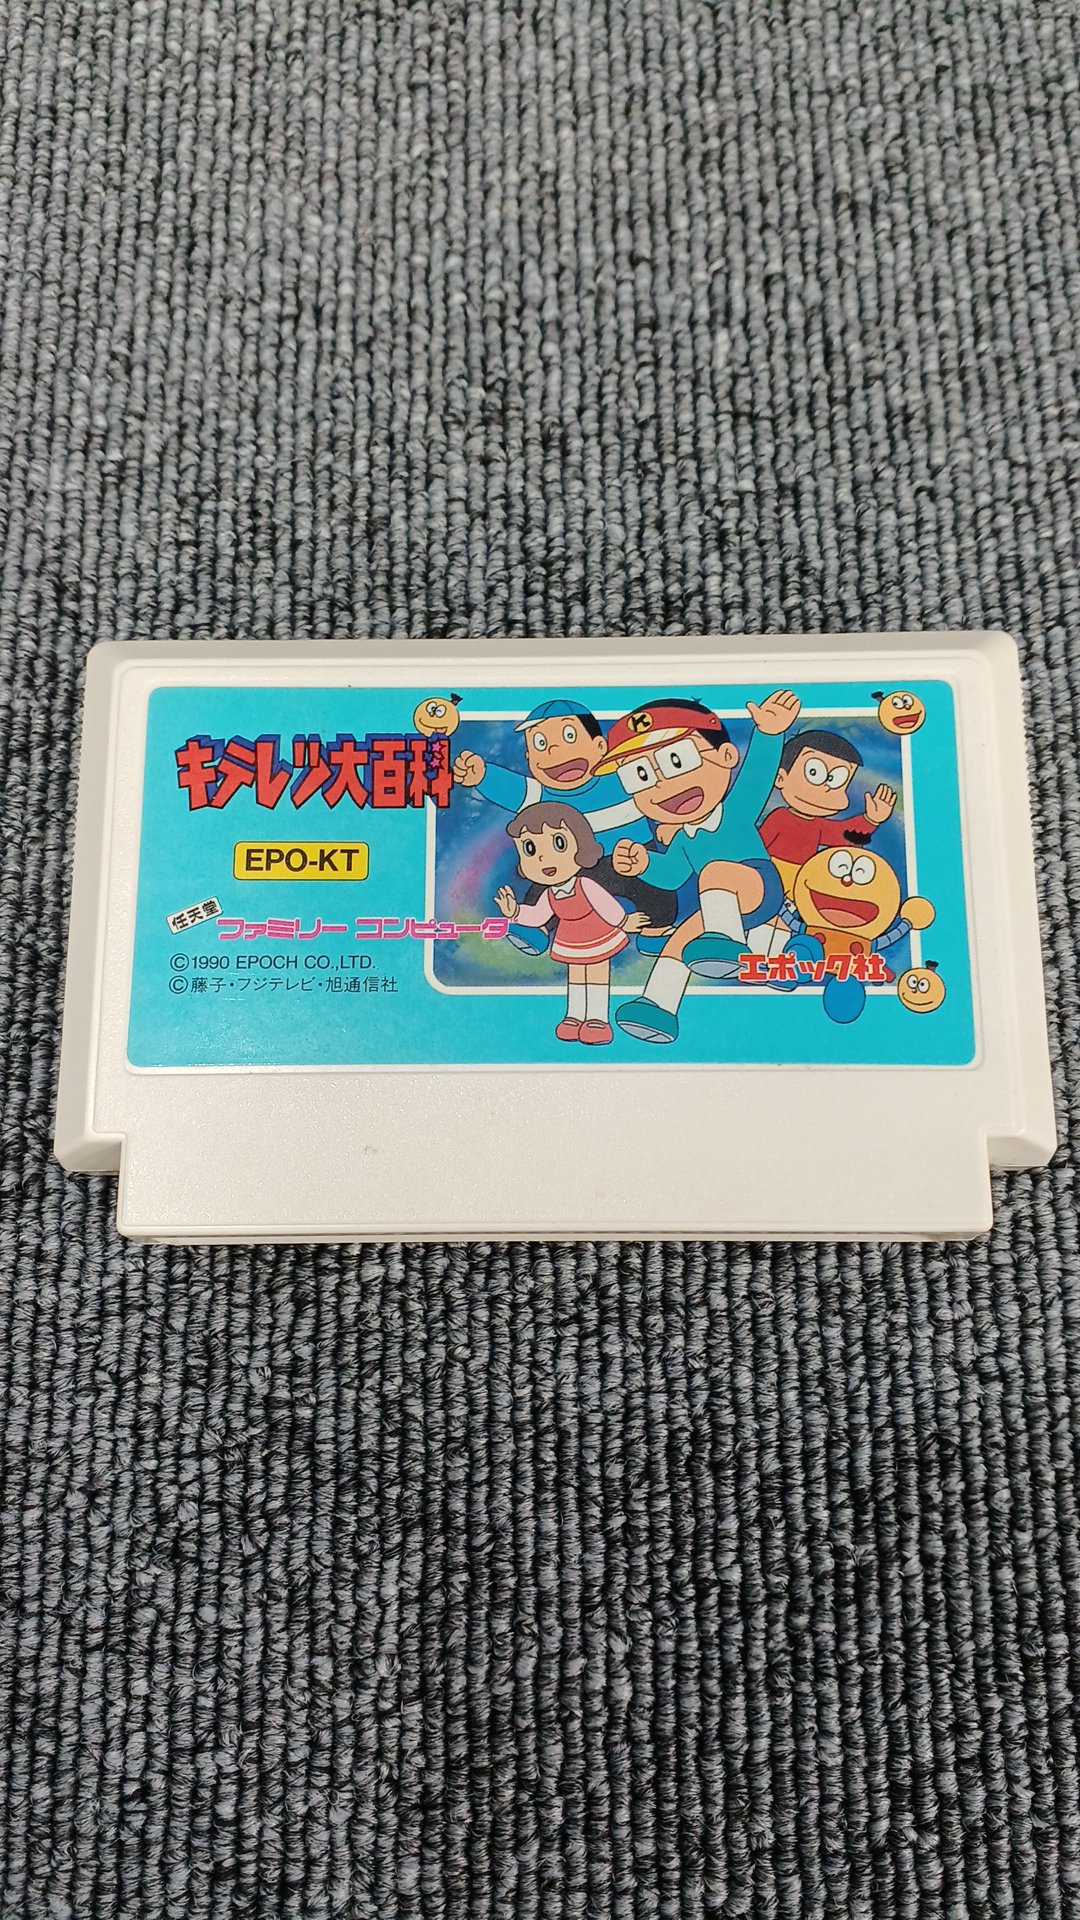 キテレツ大百科
EPO-KT
任天堂
ファミリー コンピュータ
©1990 EPOCH CO.,LTD.
©藤子・フジテレビ・旭通信社
K
エポック社